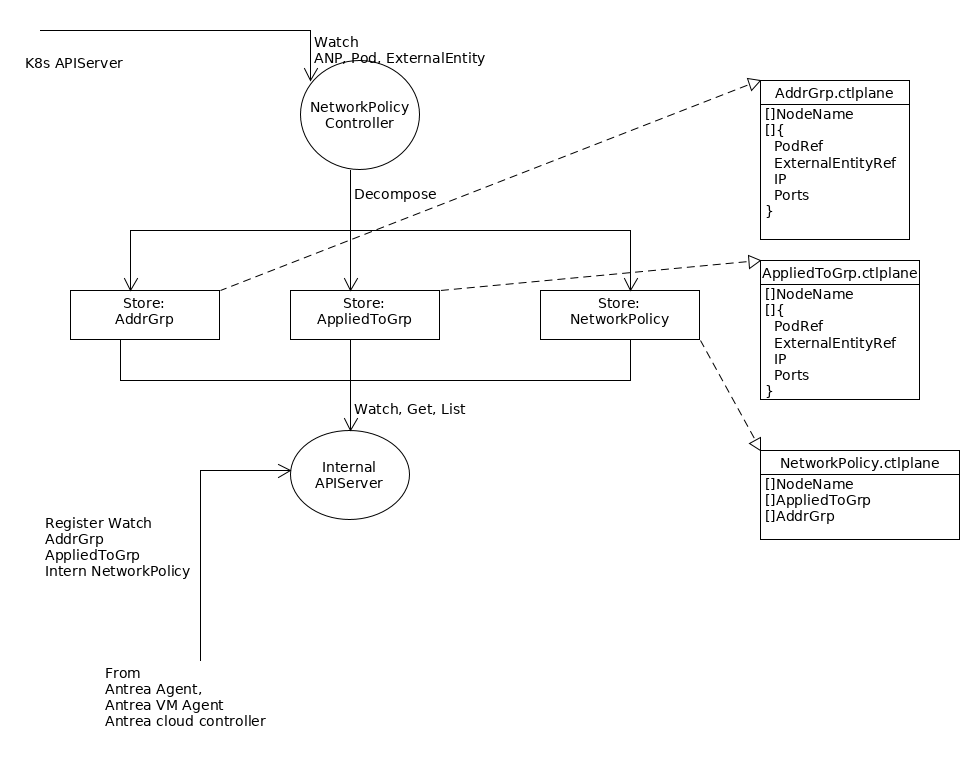 K8s APIServer
Watch
ANP, Pod, ExternalEntity
NetworkPolicy
Controller
Decompose
Store:
AddrGrp
Store:
AppliedToGrp
Store:
NetworkPolicy
Watch, Get, List
Internal
APIServer
Register Watch
AddrGrp
AppliedToGrp
Intern NetworkPolicy
From
Antrea Agent,
Antrea VM Agent
Antrea cloud controller
AddrGrp.ctlplane
[]NodeName
[]{
PodRef
ExternalEntityRef
IP
Ports
}
AppliedToGrp.ctlplane
[]NodeName
[]{
PodRef
ExternalEntityRef
IP
Ports
}
NetworkPolicy.ctlplane
[]NodeName
[]AppliedToGrp
[]AddrGrp